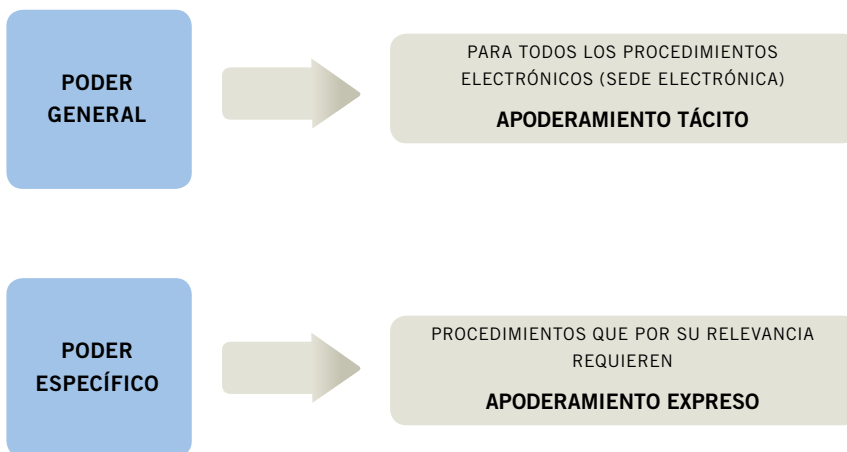 PODER
GENERAL
PARA TODOS LOS PROCEDIMIENTOS
ELECTRÓNICOS (SEDE ELECTRÓNICA)
APODERAMIENTO TÁCITO
PODER
ESPECÍFICO
PROCEDIMIENTOS QUE POR SU RELEVANCIA
REQUIEREN
APODERAMIENTO EXPRESO